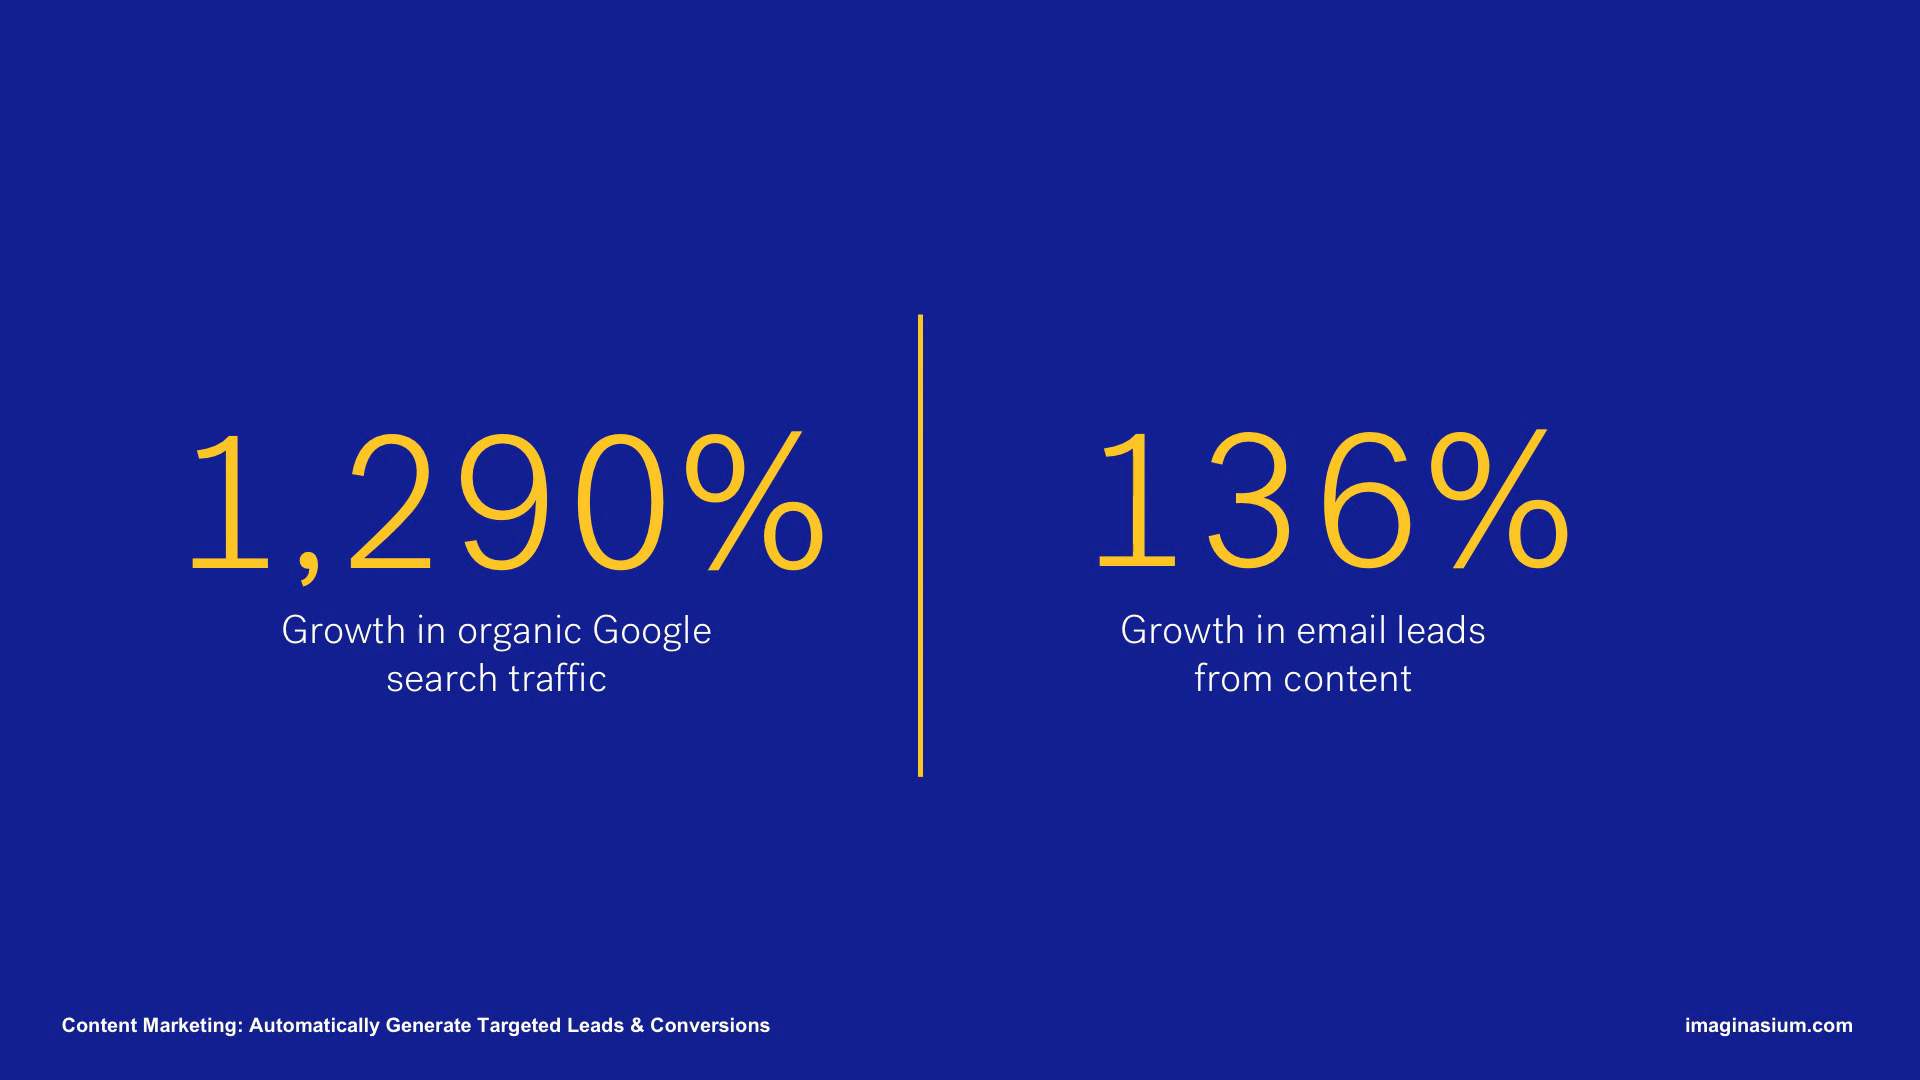 1,290%
Growth in organic Google
search traffic
136%
Growth in email leads
from content
Content Marketing: Automatically Generate Targeted Leads & Conversions
imaginasium.com